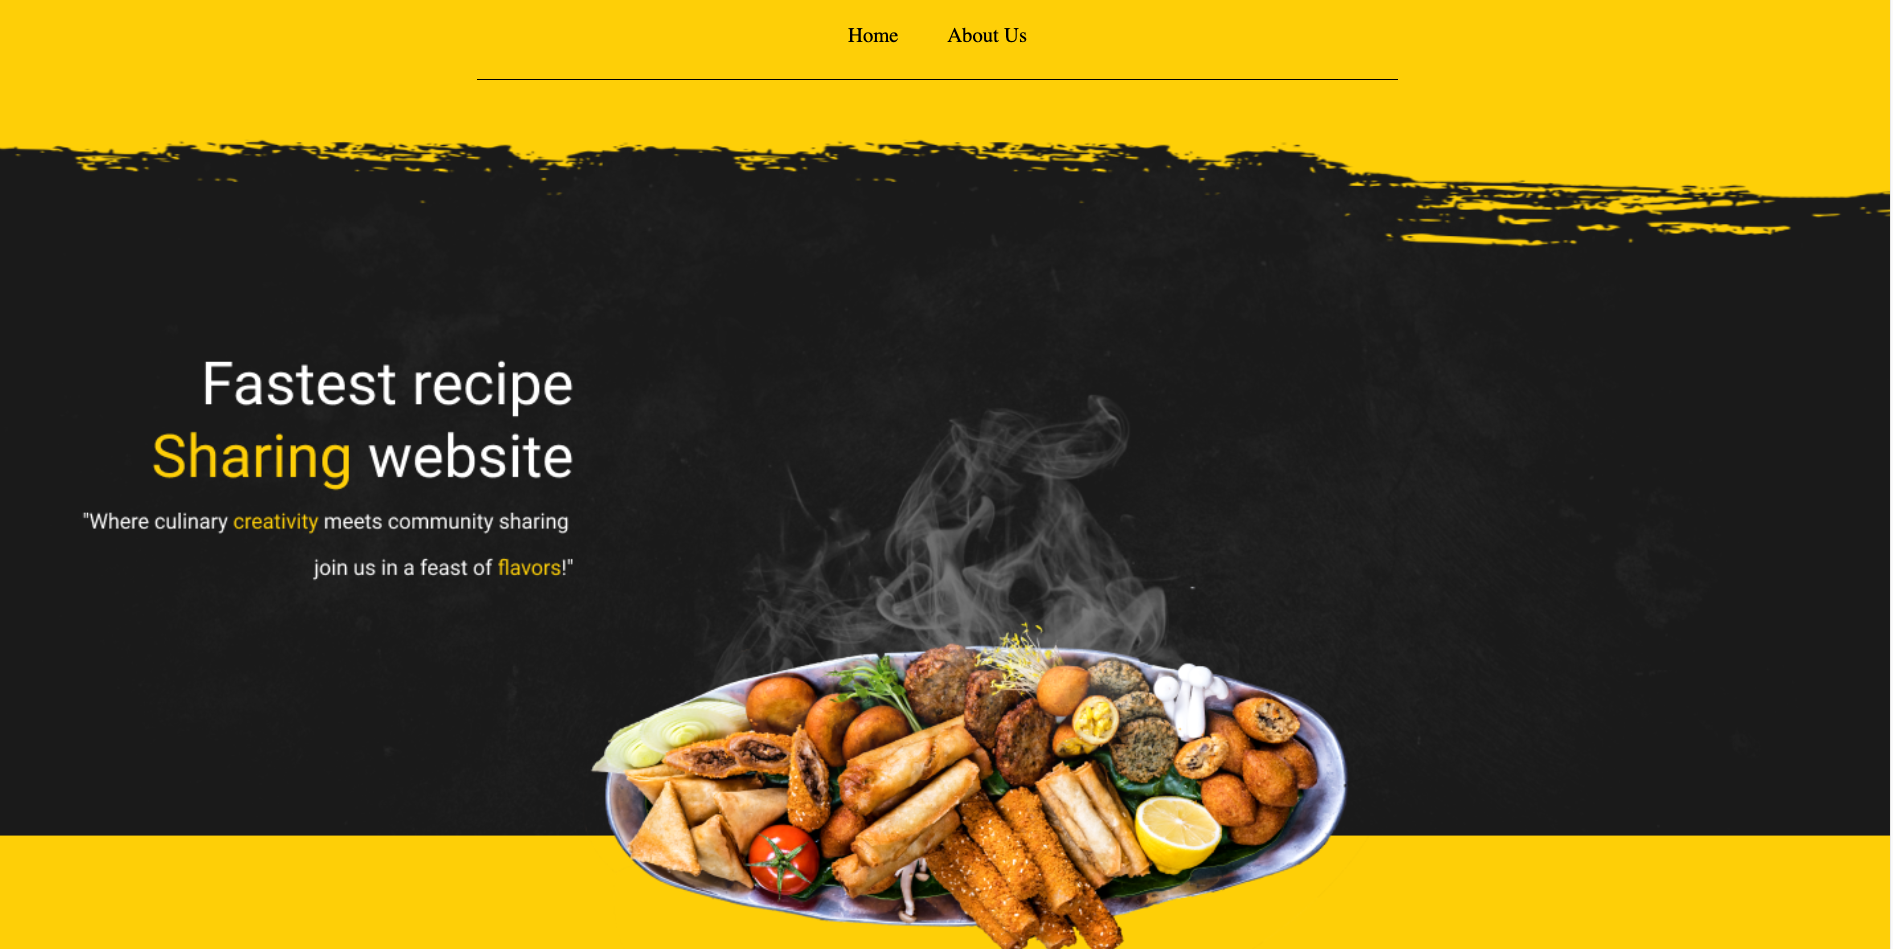 Home About Us
Fastest recipe
Sharing website
"Where culinary creativity meets community sharing
join us in a feast of flavors!"